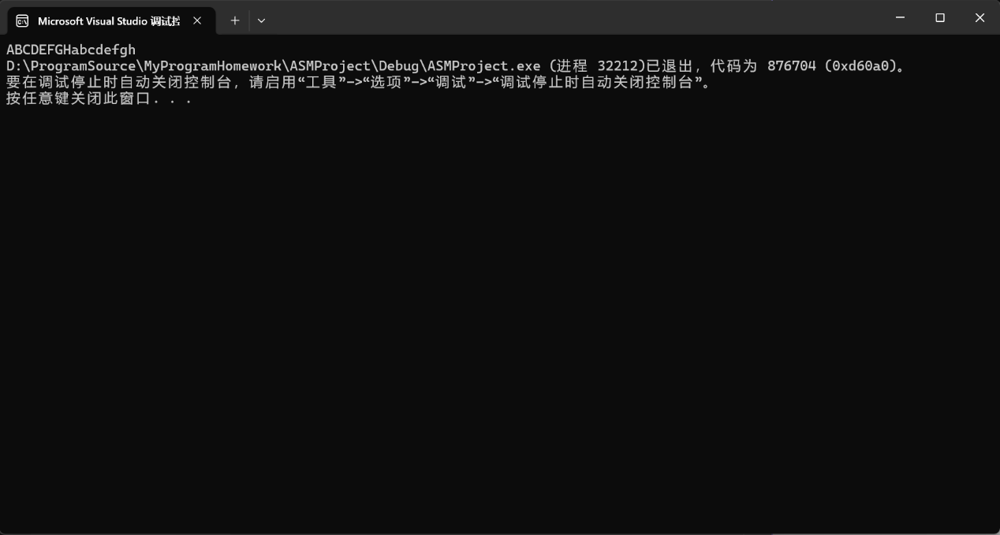 Microsoft Visual Studio 调试控
ABCDEFGHabcdefgh
D:\ProgramSource\MyProgramHomework\ASMProject\Debug\ASMProject.exe (进程 32212)已退出，代码为 876704 (0xd60a0)。
要在调试停止时自动关闭控制台，请启用“工具”->“选项”->“调试”->“调试停止时自动关闭控制台”。
按任意键关闭此窗口. . .